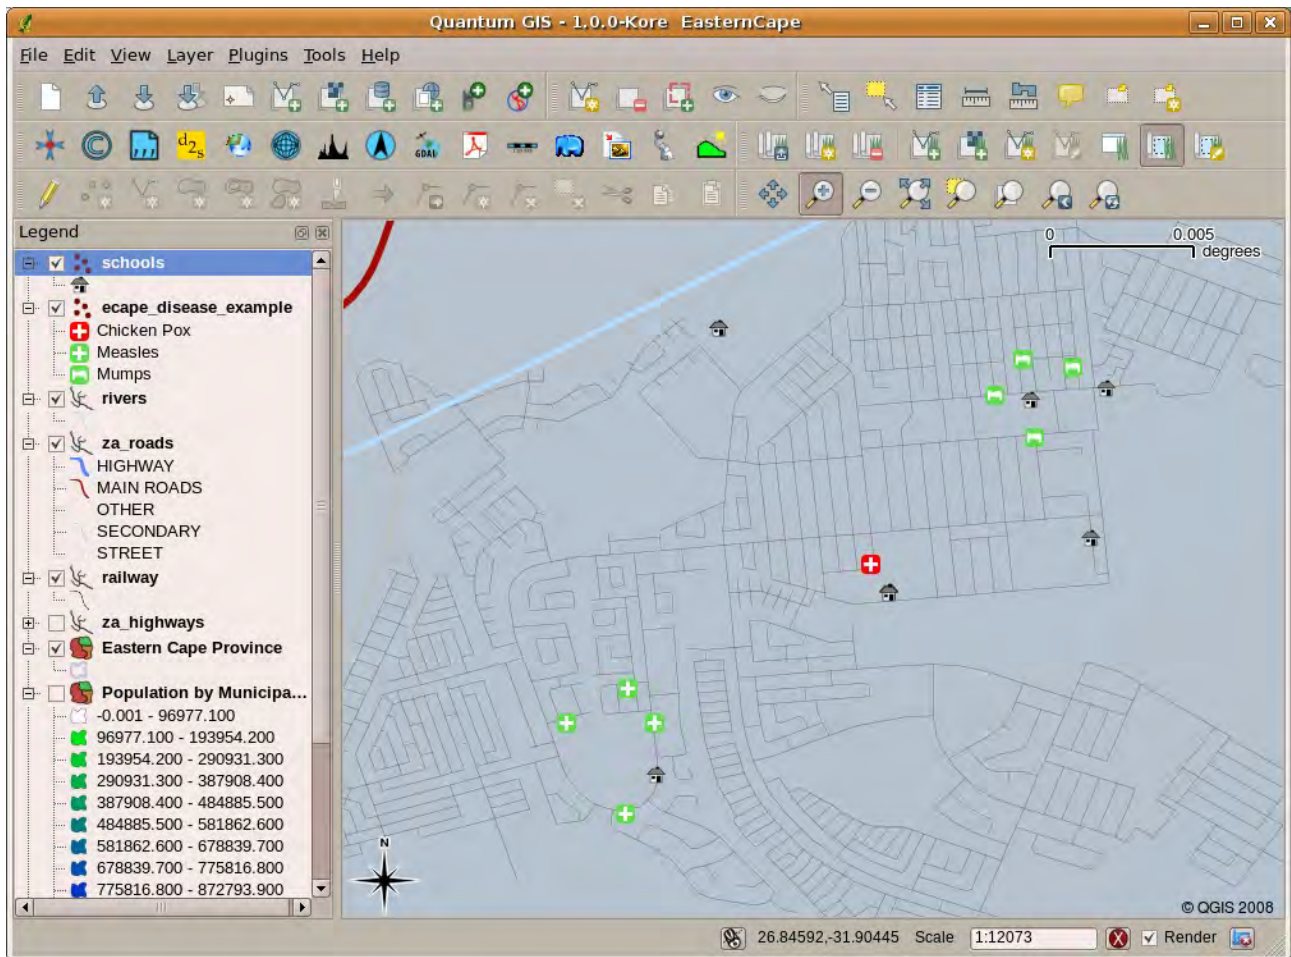 Quantum GIS - 1.0.0-Kore EasternCape
File Edit View Layer Plugins Tools Help
d2s
GDAL
Legend
schools
ecape_disease_example
Chicken Pox
Measles
Mumps
rivers
za_roads
HIGHWAY
MAIN ROADS
OTHER
SECONDARY
STREET
railway
za_highways
Eastern Cape Province
Population by Municipa...
-0.001 - 96977.100
96977.100 - 193954.200
193954.200 - 290931.300
290931.300 - 387908.400
387908.400 - 484885.500
484885.500 - 581862.600
581862.600 - 678839.700
678839.700 - 775816.800
775816.800 - 872793.900
0 0.005
degrees
N
© QGIS 2008
26.84592,-31.90445 Scale 1:12073 Render